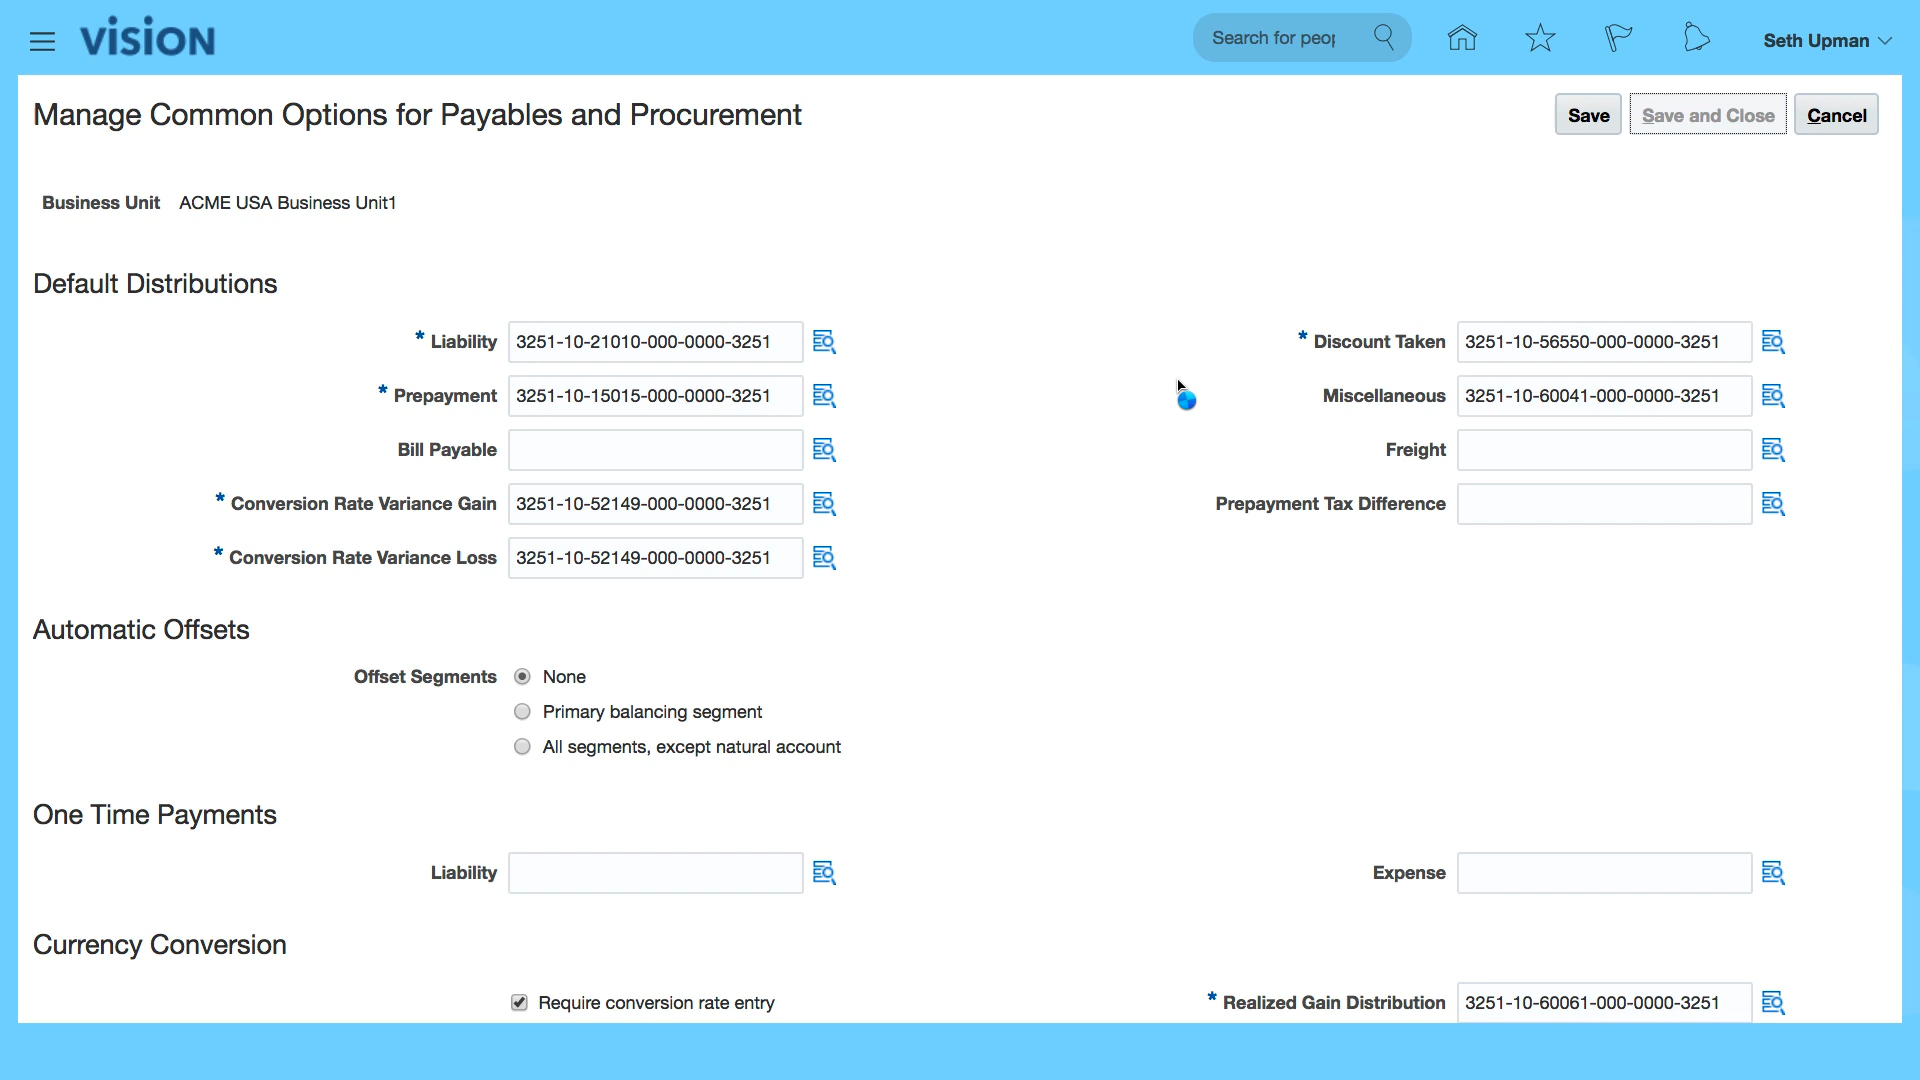 vision
Search for peop
Seth Upman
Manage Common Options for Payables and Procurement
Save
Save and Close
Cancel
Business Unit ACME USA Business Unit1
Default Distributions
* Liability 3251-10-21010-000-0000-3251
* Discount Taken 3251-10-56550-000-0000-3251
* Prepayment 3251-10-15015-000-0000-3251
Miscellaneous 3251-10-60041-000-0000-3251
Bill Payable
Freight
* Conversion Rate Variance Gain 3251-10-52149-000-0000-3251
Prepayment Tax Difference
* Conversion Rate Variance Loss 3251-10-52149-000-0000-3251
Automatic Offsets
Offset Segments None
Primary balancing segment
All segments, except natural account
One Time Payments
Liability
Expense
Currency Conversion
Require conversion rate entry
* Realized Gain Distribution 3251-10-60061-000-0000-3251